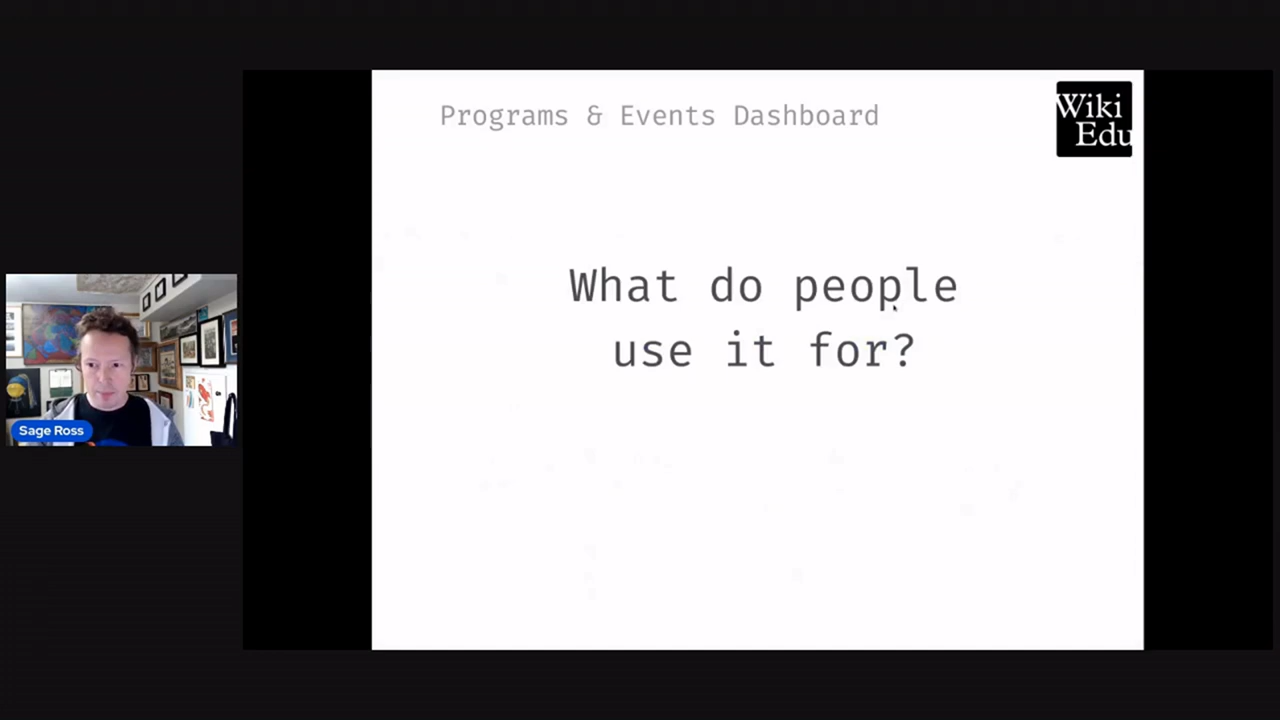 Programs & Events Dashboard
Wiki
Edu
What do people
use it for?
Sage Ross